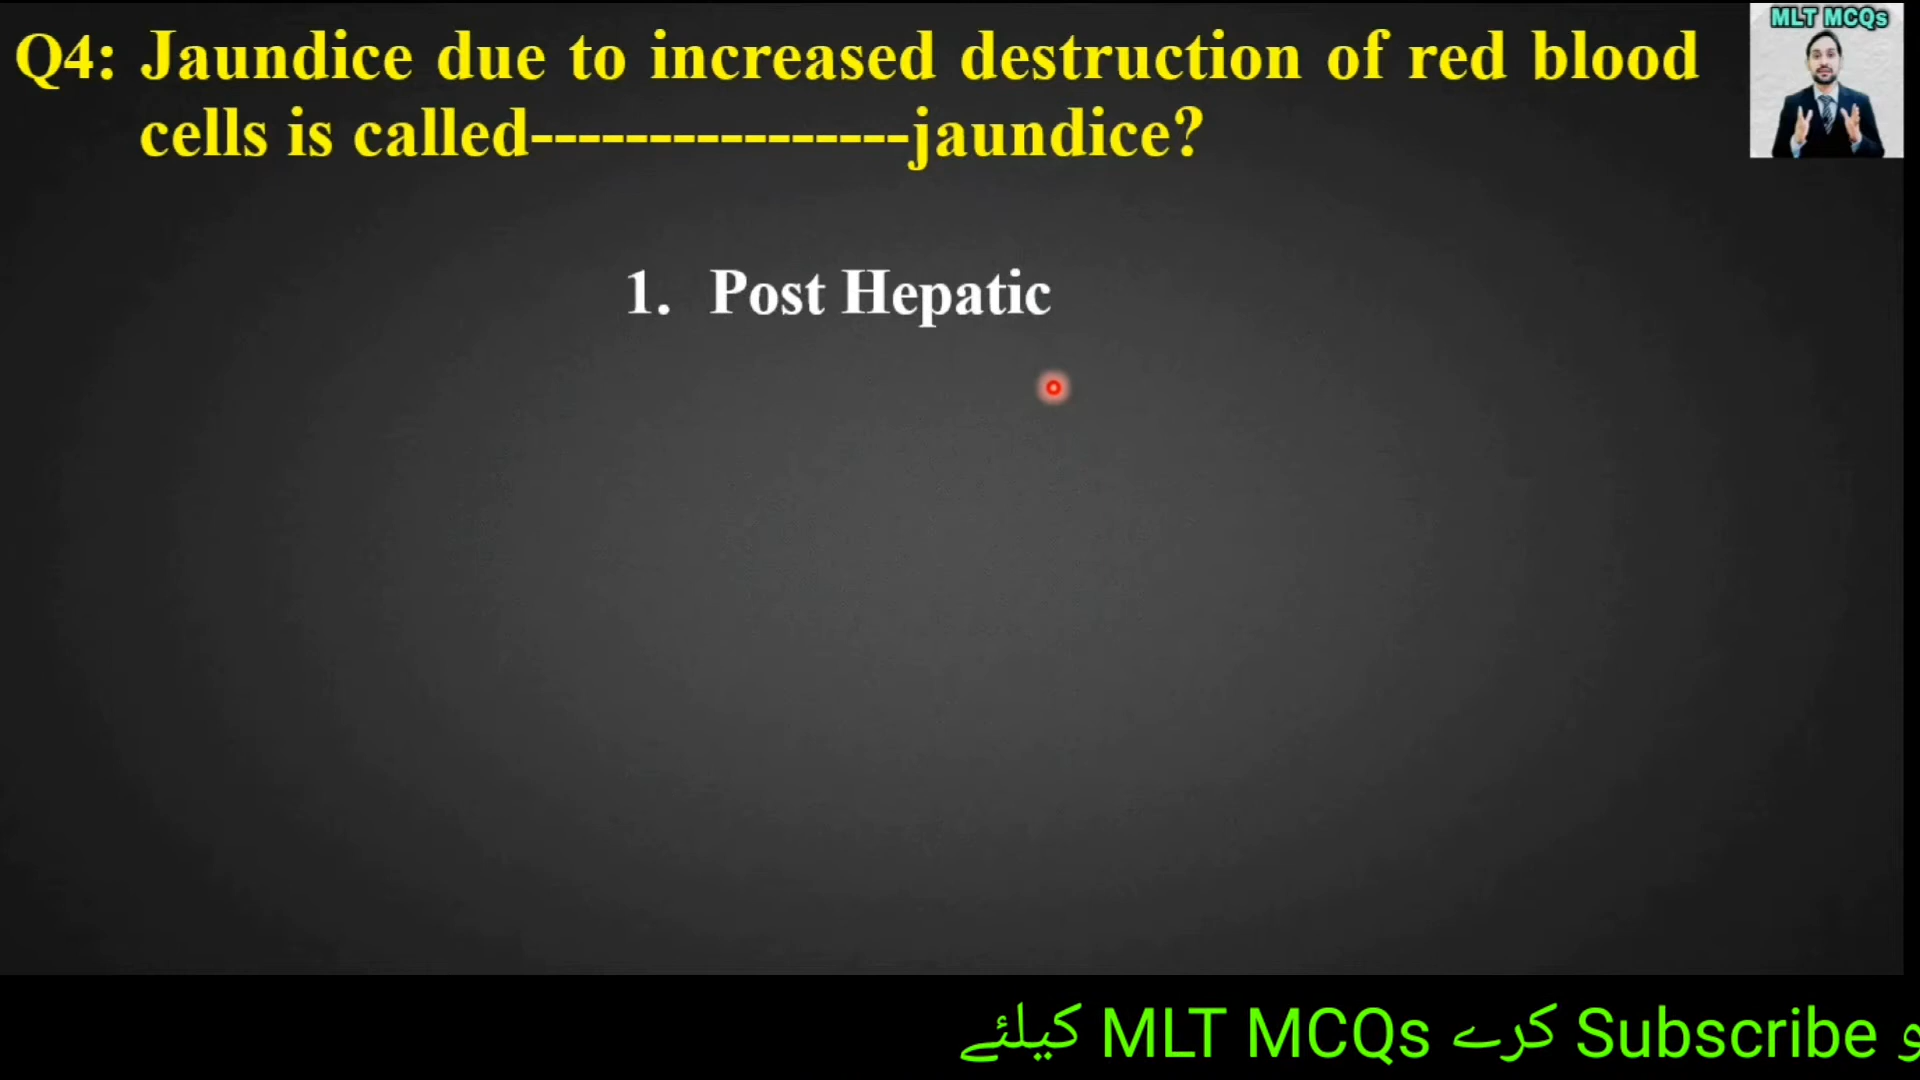 MLT MCQs
Q4: Jaundice due to increased destruction of red blood
cells is called---------------jaundice?
1. Post Hepatic
و Subscribe کرے MLT MCQs کیلئے